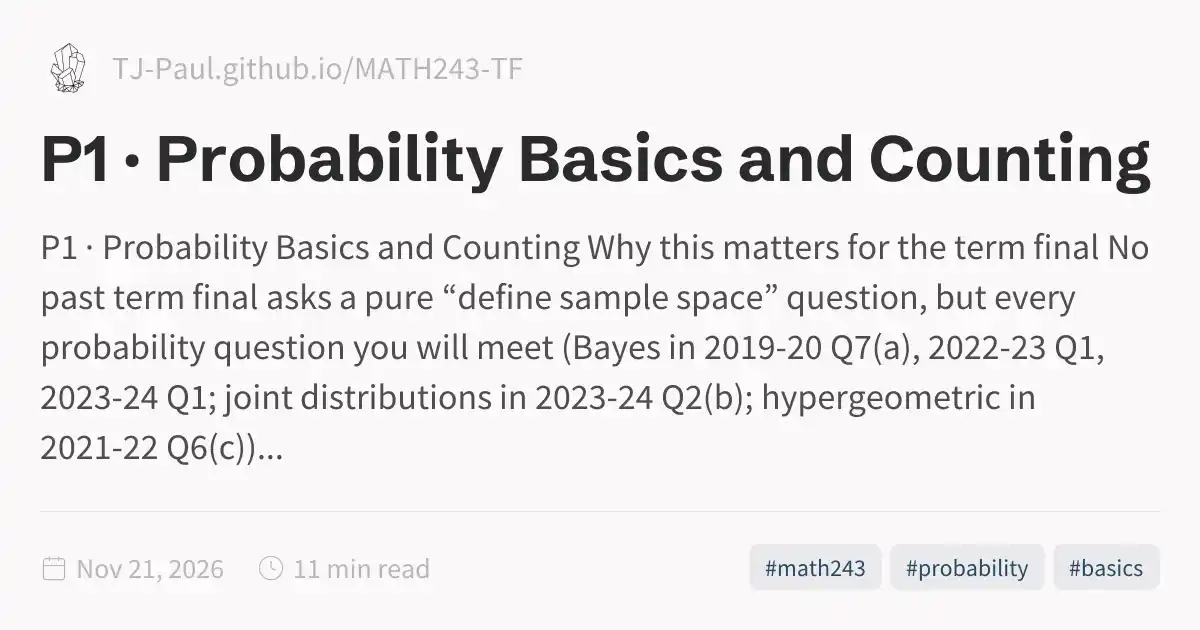 TJ-Paul.github.io/MATH243-TF
P1 · Probability Basics and Counting
P1 · Probability Basics and Counting Why this matters for the term final No
past term final asks a pure “define sample space” question, but every
probability question you will meet (Bayes in 2019-20 Q7(a), 2022-23 Q1,
2023-24 Q1; joint distributions in 2023-24 Q2(b); hypergeometric in
2021-22 Q6(c))...
Nov 21, 2026 11 min read #math243 #probability #basics